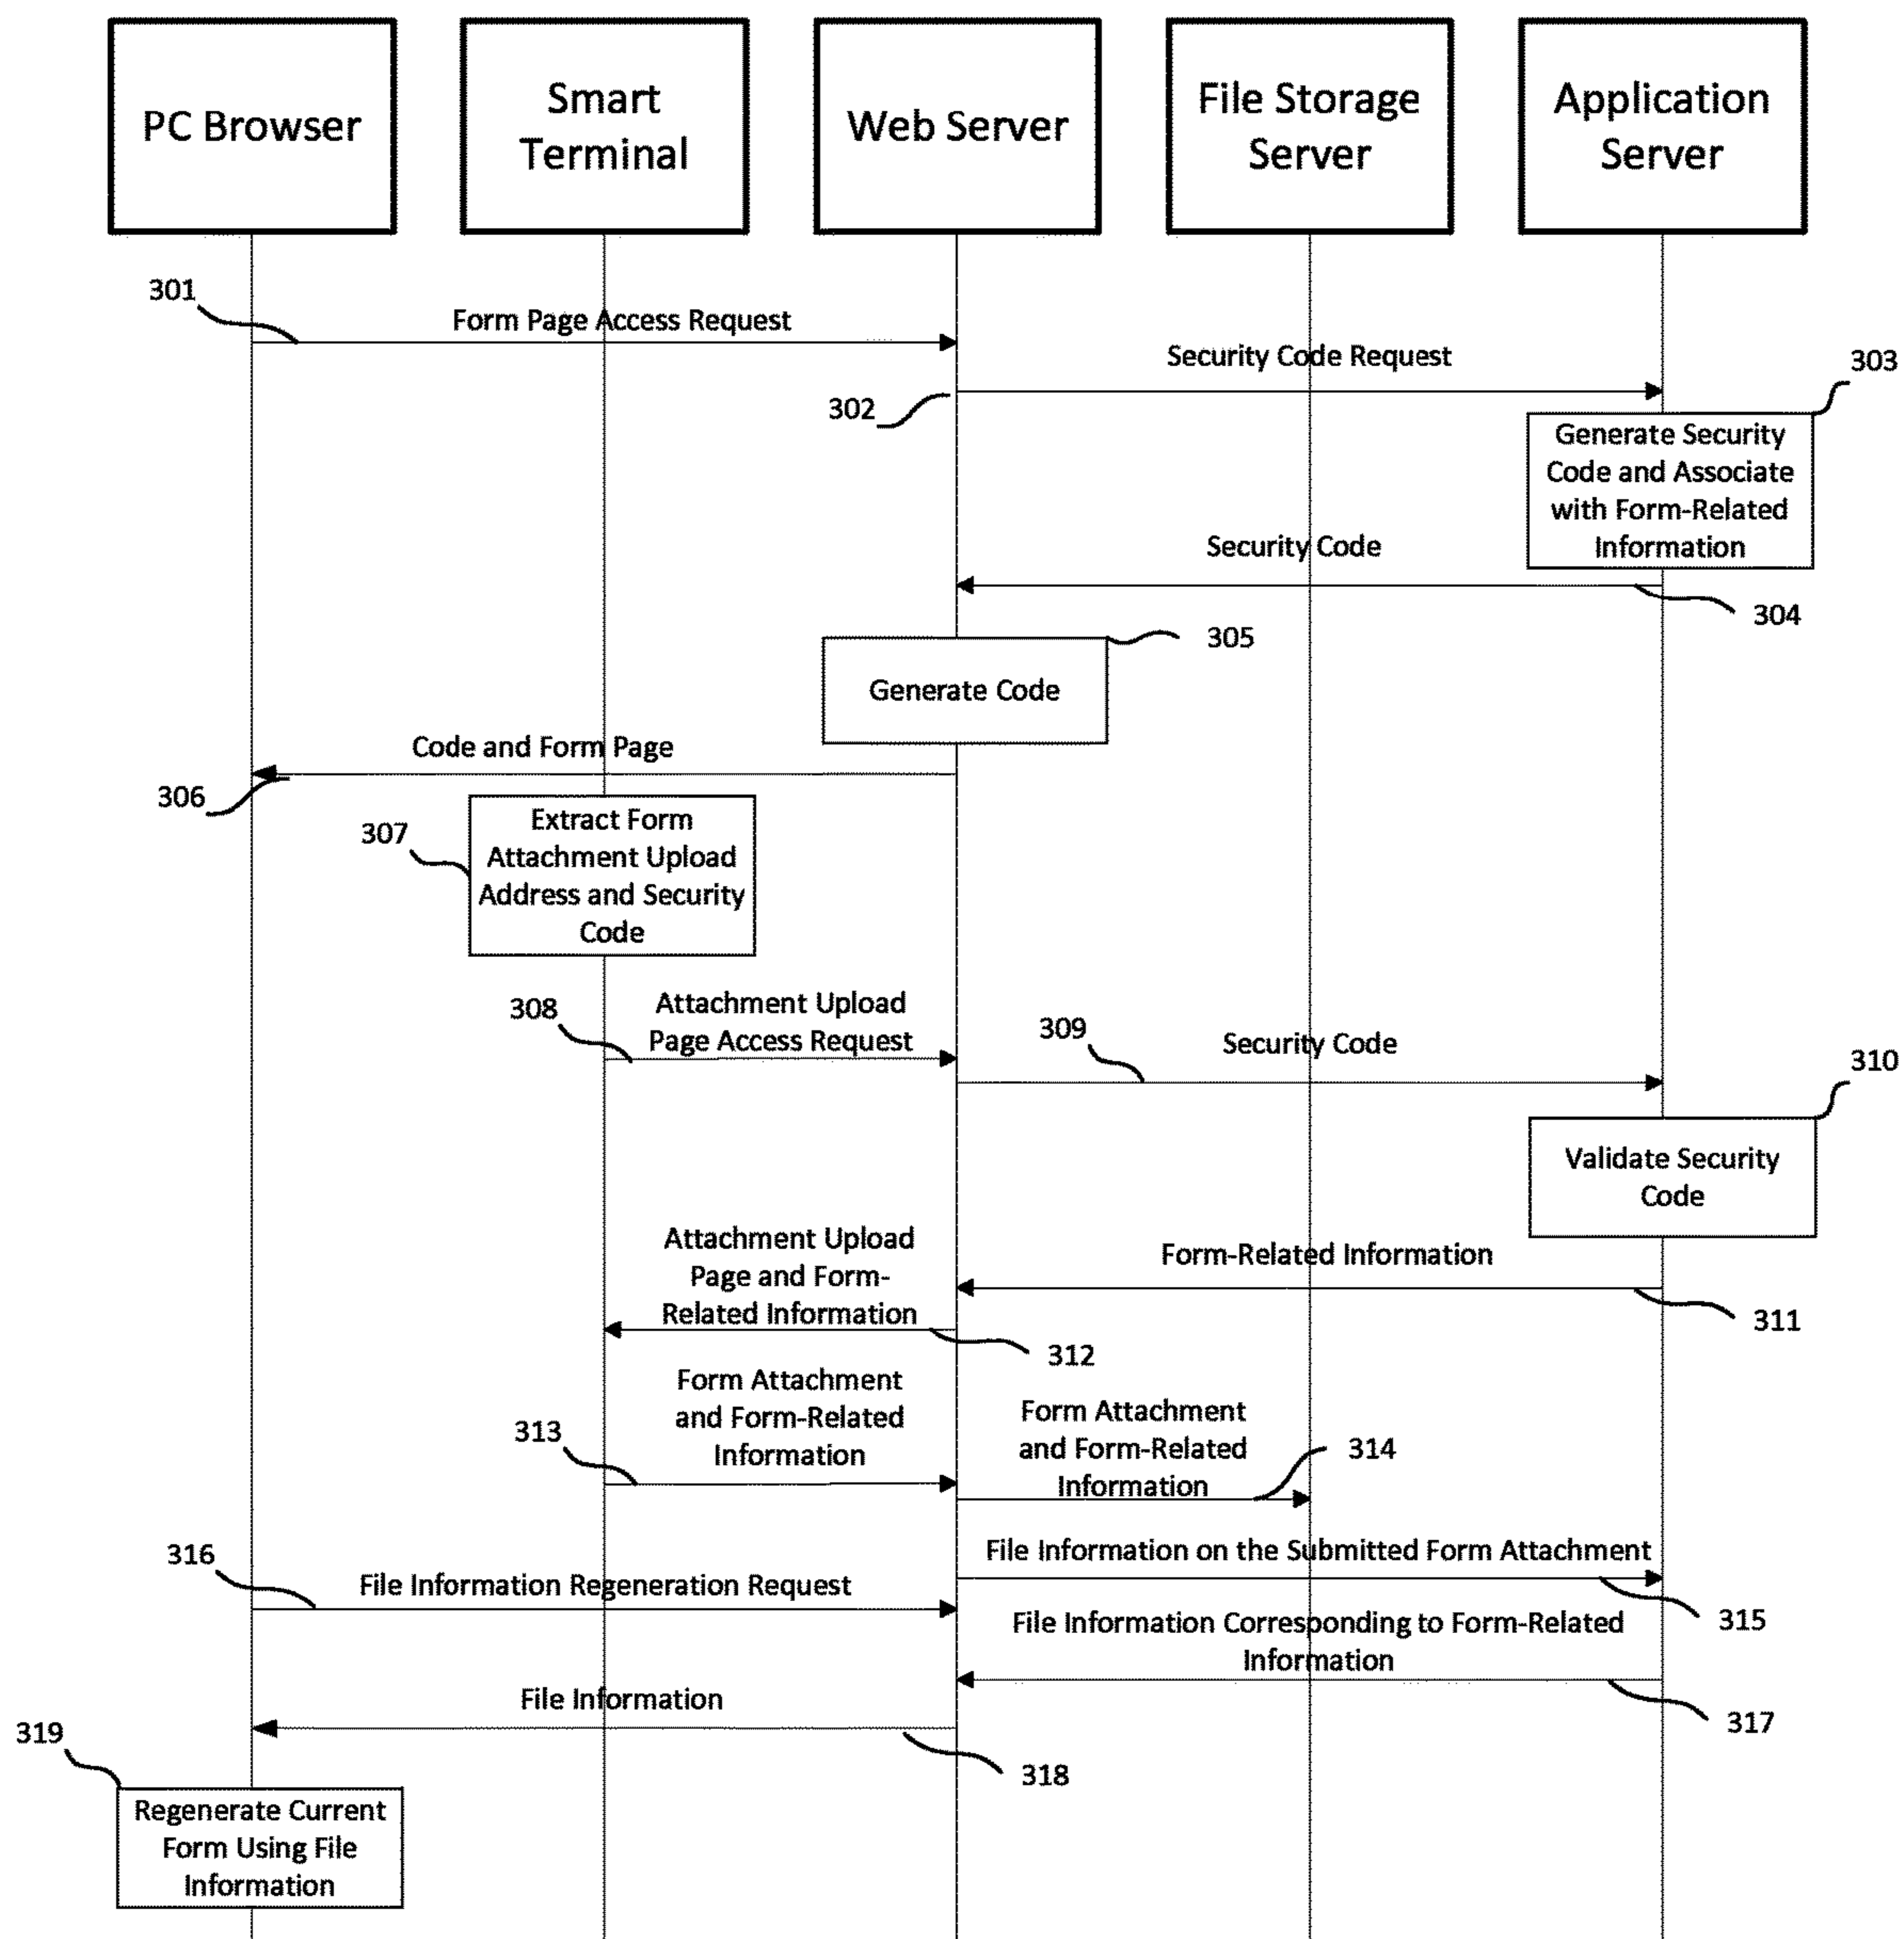 PC Browser
Smart
Terminal
Web Server
File Storage
Server
Application
Server
301
Form Page Access Request
Security Code Request
302
303
Generate Security
Code and Associate
with Form-Related
Information
Security Code
304
305
Generate Code
Code and Form Page
306
307
Extract Form
Attachment Upload
Address and Security
Code
308
Attachment Upload
Page Access Request
309
Security Code
310
Validate Security
Code
Form-Related Information
311
Attachment Upload
Page and Form-
Related Information
312
Form Attachment
and Form-Related
Information
313
Form Attachment
and Form-Related
Information
314
File Information on the Submitted Form Attachment
315
316
File Information Regeneration Request
File Information Corresponding to Form-Related
Information
317
File Information
318
319
Regenerate Current
Form Using File
Information